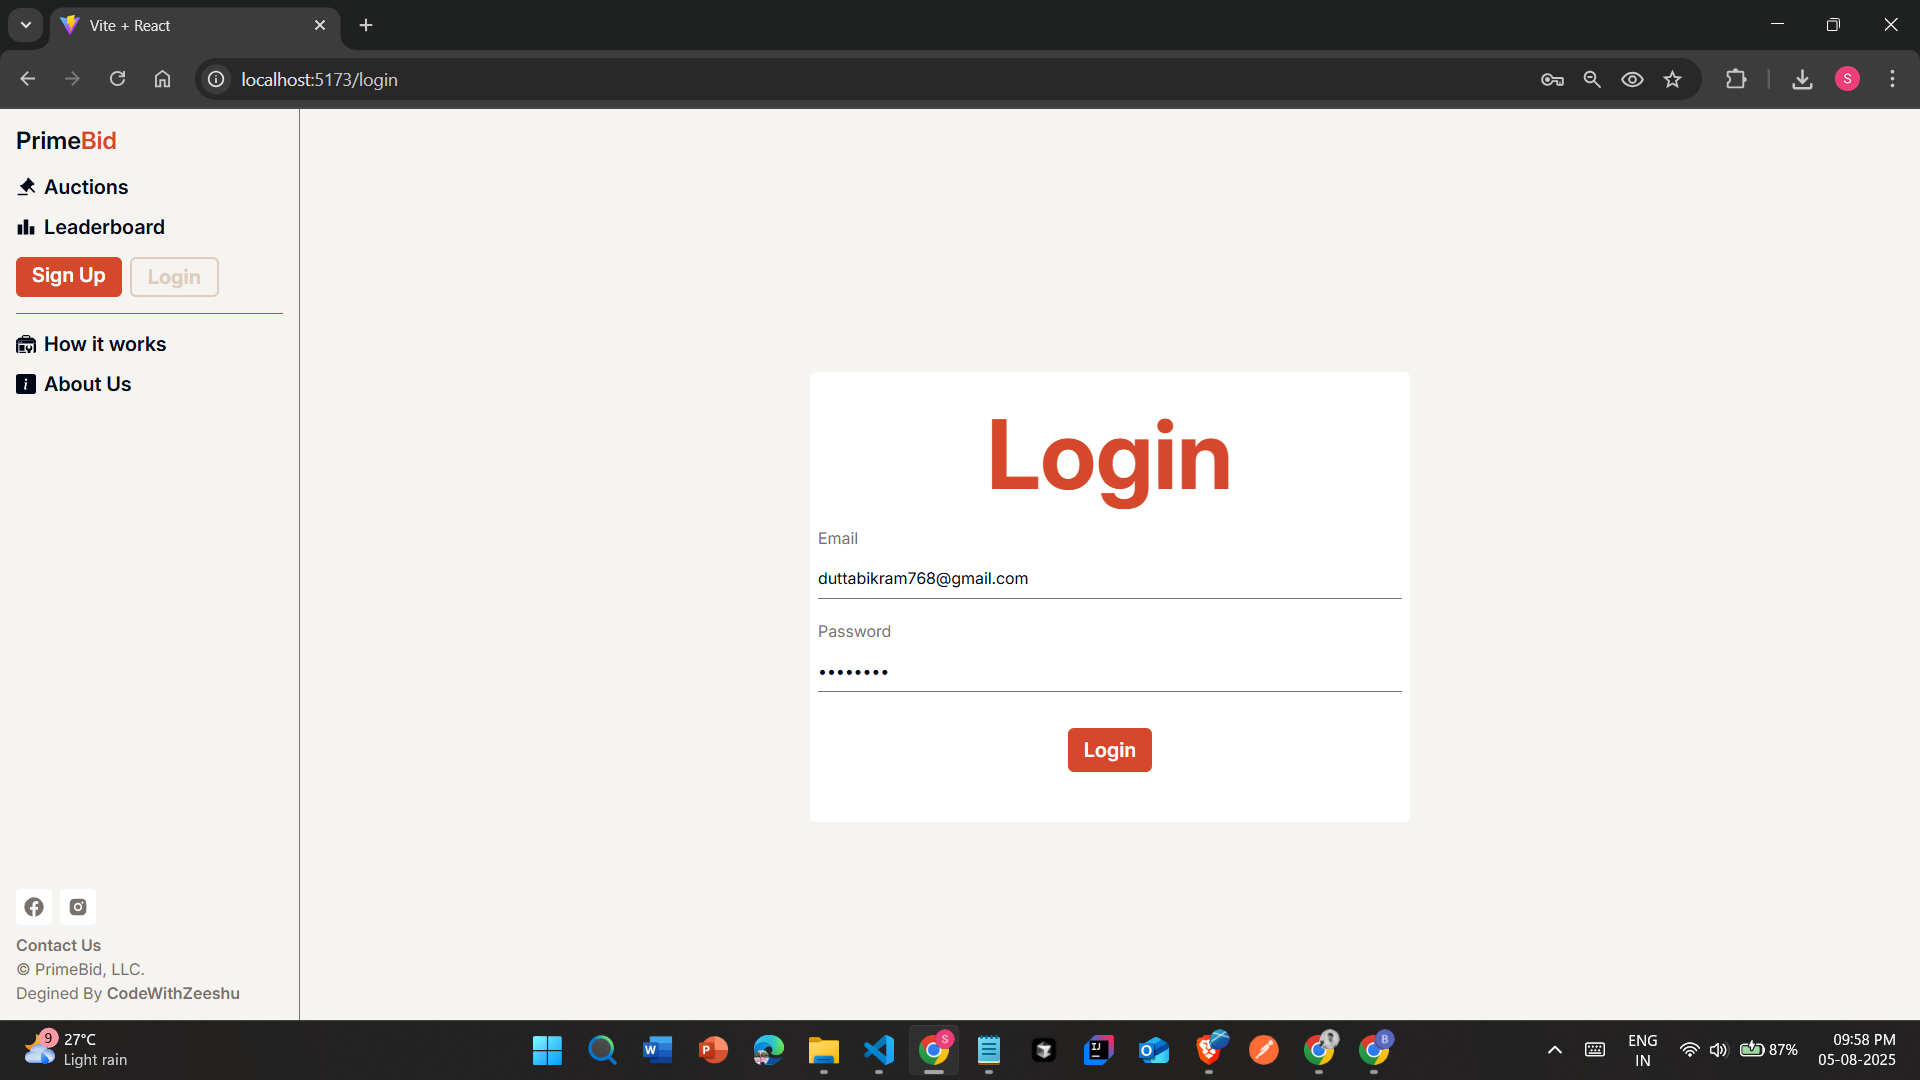 Vite + React
localhost:5173/login
S
PrimeBid
Auctions
Leaderboard
Sign Up
Login
How it works
About Us
Login
Email
duttabikram768@gmail.com
Password
••••••••
Login
Contact Us
© PrimeBid, LLC.
Degined By CodeWithZeeshu
9
27°C
Light rain
W
P
S
IJ
O
B
ENG
IN
87%
09:58 PM
05-08-2025